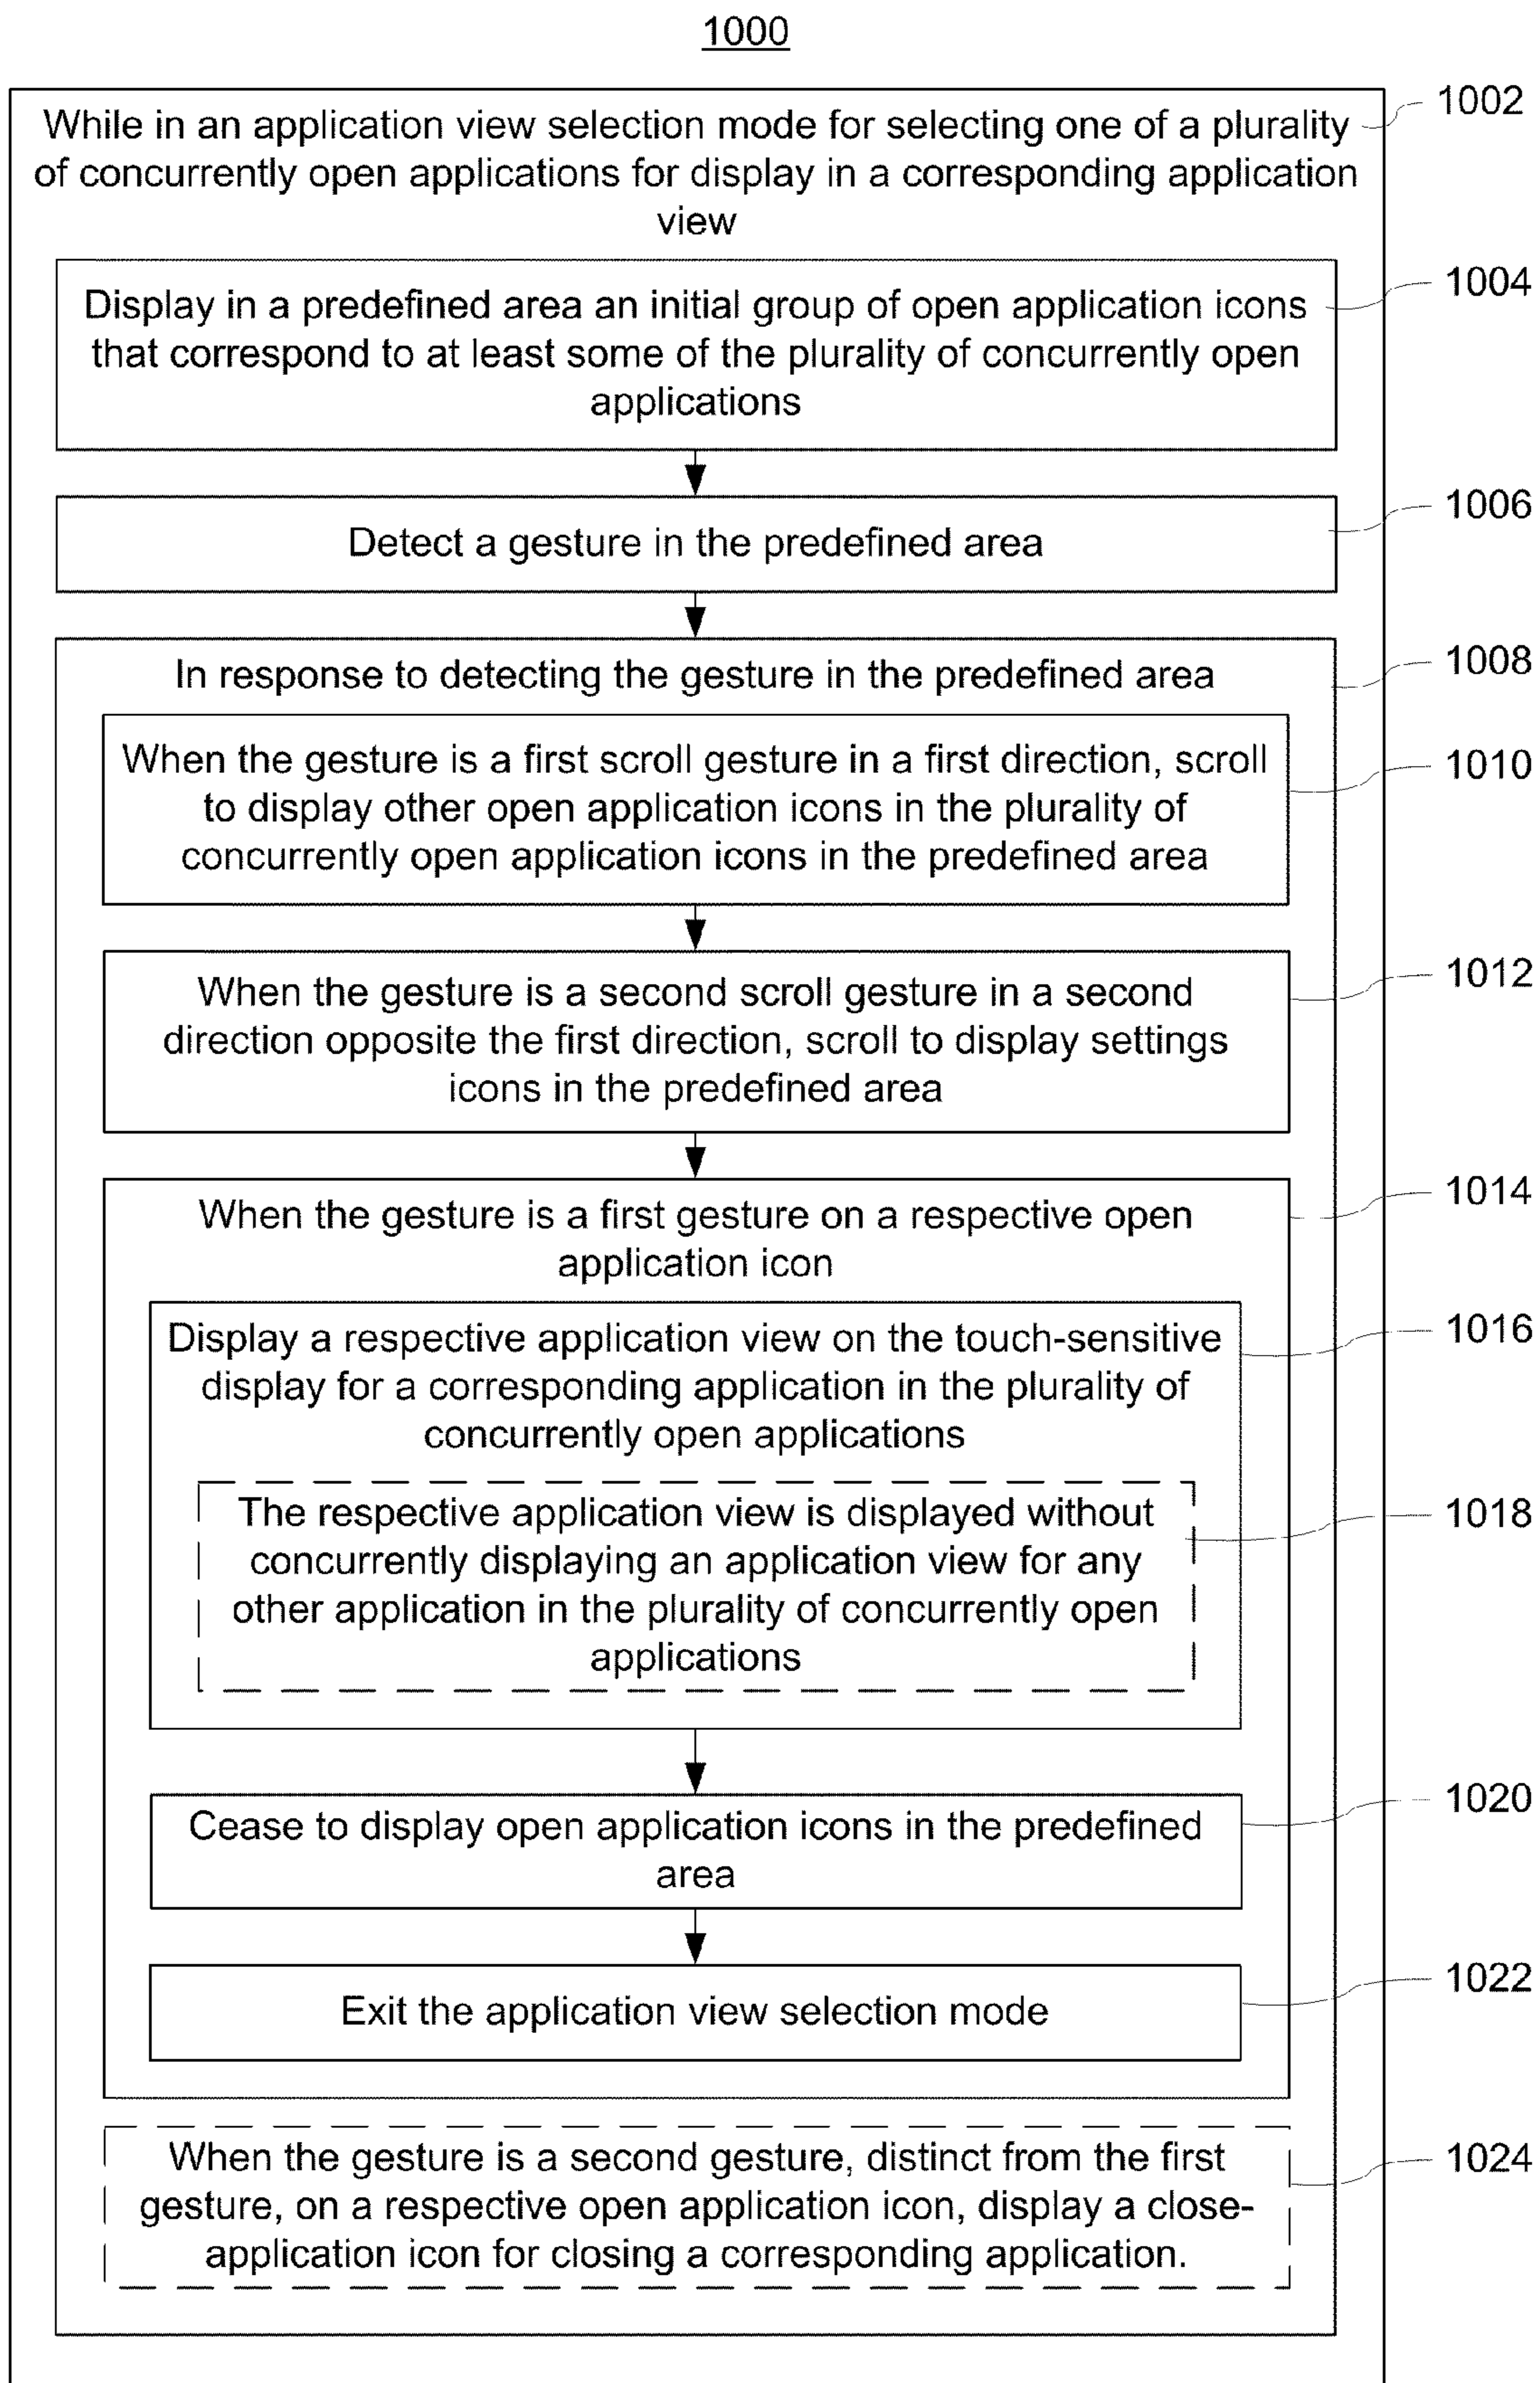 1000
While in an application view selection mode for selecting one of a plurality
of concurrently open applications for display in a corresponding application
view
1002
Display in a predefined area an initial group of open application icons
that correspond to at least some of the plurality of concurrently open
applications
1004
Detect a gesture in the predefined area
1006
In response to detecting the gesture in the predefined area
1008
When the gesture is a first scroll gesture in a first direction, scroll
to display other open application icons in the plurality of
concurrently open application icons in the predefined area
1010
When the gesture is a second scroll gesture in a second
direction opposite the first direction, scroll to display settings
icons in the predefined area
1012
When the gesture is a first gesture on a respective open
application icon
1014
Display a respective application view on the touch-sensitive
display for a corresponding application in the plurality of
concurrently open applications
1016
The respective application view is displayed without
concurrently displaying an application view for any
other application in the plurality of concurrently open
applications
1018
Cease to display open application icons in the predefined
area
1020
Exit the application view selection mode
1022
When the gesture is a second gesture, distinct from the first
gesture, on a respective open application icon, display a close-
application icon for closing a corresponding application.
1024